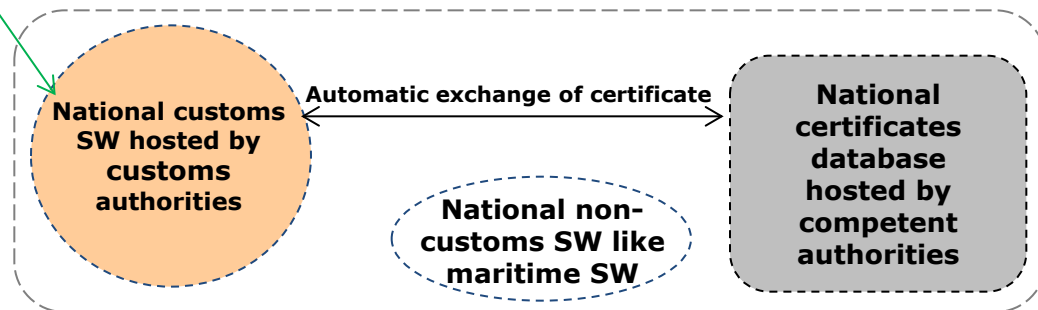 National customs
SW hosted by
customs
authorities
Automatic exchange of certificate
National non-
customs SW like
maritime SW
National
certificates
database
hosted by
competent
authorities